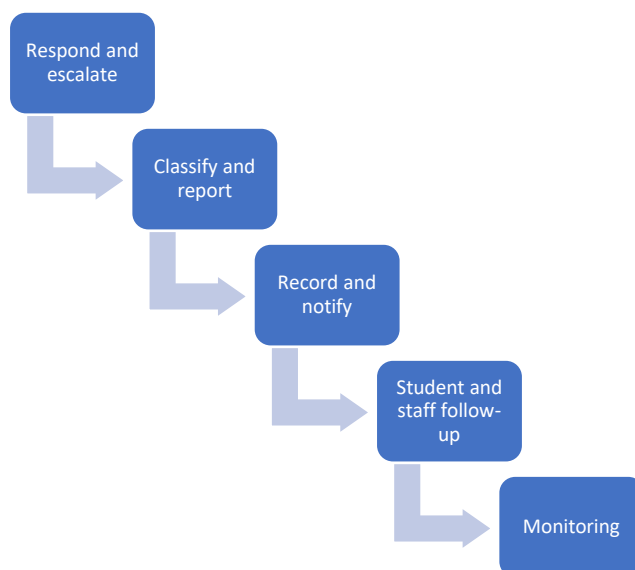 Respond and
escalate
Classify and
report
Record and
notify
Student and
staff follow-
up
Monitoring